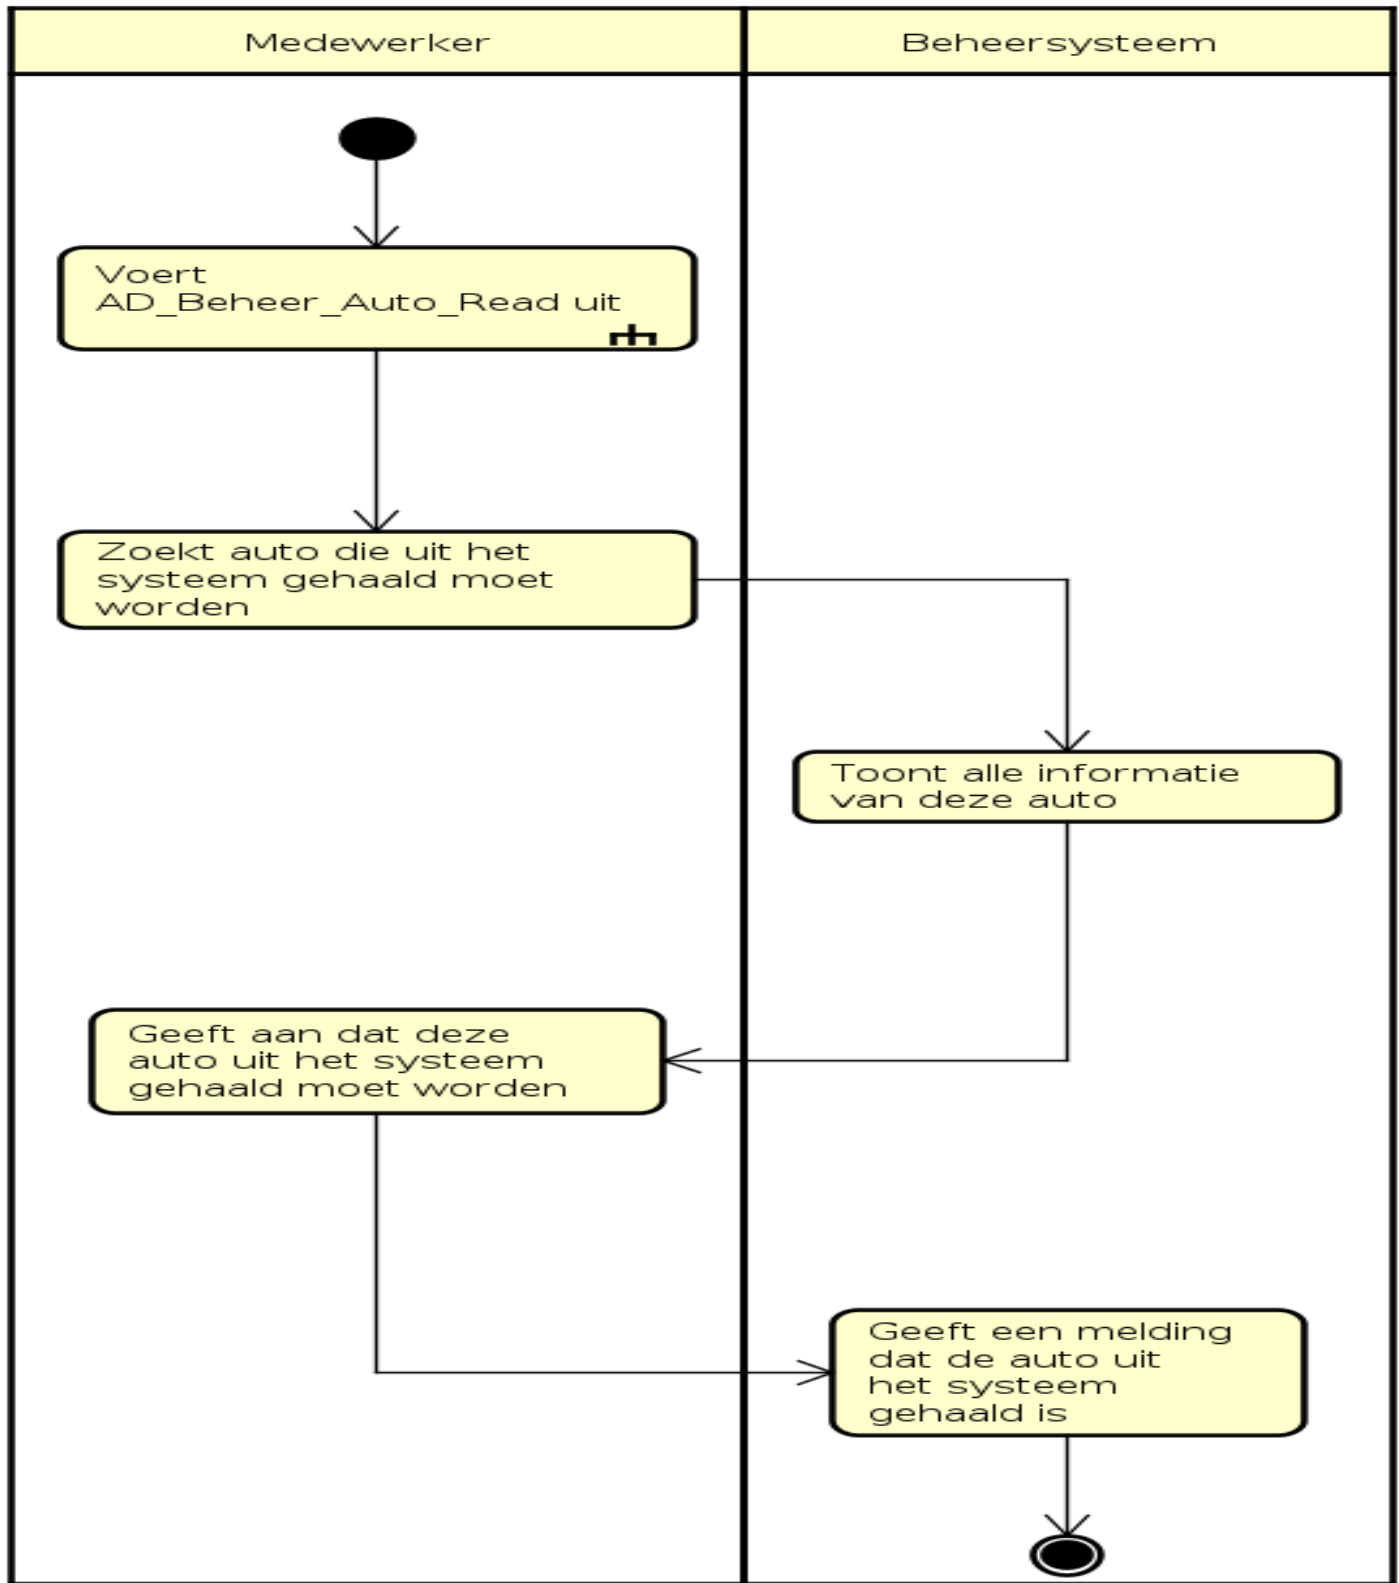 Medewerker
Beheersysteem
Voert
AD_Beheer_Auto_Read uit
Zoekt auto die uit het
systeem gehaald moet
worden
Toont alle informatie
van deze auto
Geeft aan dat deze
auto uit het systeem
gehaald moet worden
Geeft een melding
dat de auto uit
het systeem
gehaald is